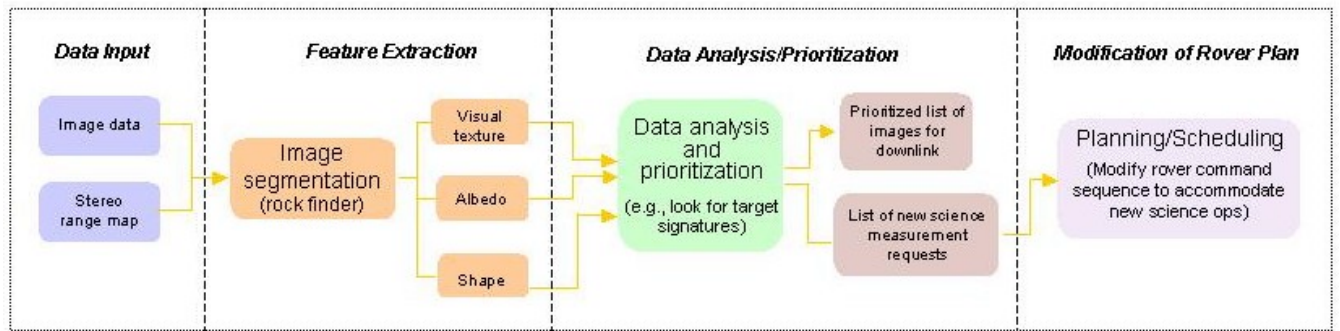 Data Input
Feature Extraction
Data Analysis/Prioritization
Modification of Rover Plan
Image data
Stereo
range map
Image
segmentation
(rock finder)
Visual
texture
Albedo
Shape
Data analysis
and
prioritization
(e.g., look for target
signatures)
Prioritized list of
images for
downlink
List of new science
measurement
requests
Planning/Scheduling
(Modify rover command
sequence to accommodate
new science ops)